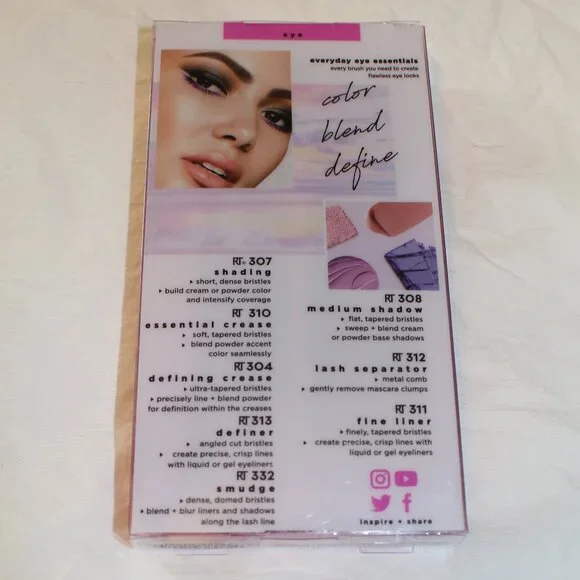 eye
everyday eye essentials
every brush you need to create
flawless eye looks
color
blend
define
RT® 307
shading
▸ short, dense bristles
▸ build cream or powder color
and intensify coverage
RT 310
essential crease
▸ soft, tapered bristles
▸ blend powder accent
color seamlessly
RT 304
defining crease
▸ ultra-tapered bristles
▸ precisely line + blend powder
for definition within the creases
RT 313
definer
▸ angled cut bristles
▸ create precise, crisp lines
with liquid or gel eyeliners
RT 332
smudge
▸ dense, domed bristles
▸ blend + blur liners and shadows
along the lash line
RT 308
medium shadow
▸ flat, tapered bristles
▸ sweep + blend cream
or powder base shadows
RT 312
lash separator
▸ metal comb
▸ gently remove mascara clumps
RT 311
fine liner
▸ finely, tapered bristles
▸ create precise, crisp lines with
liquid or gel eyeliners
inspire + share